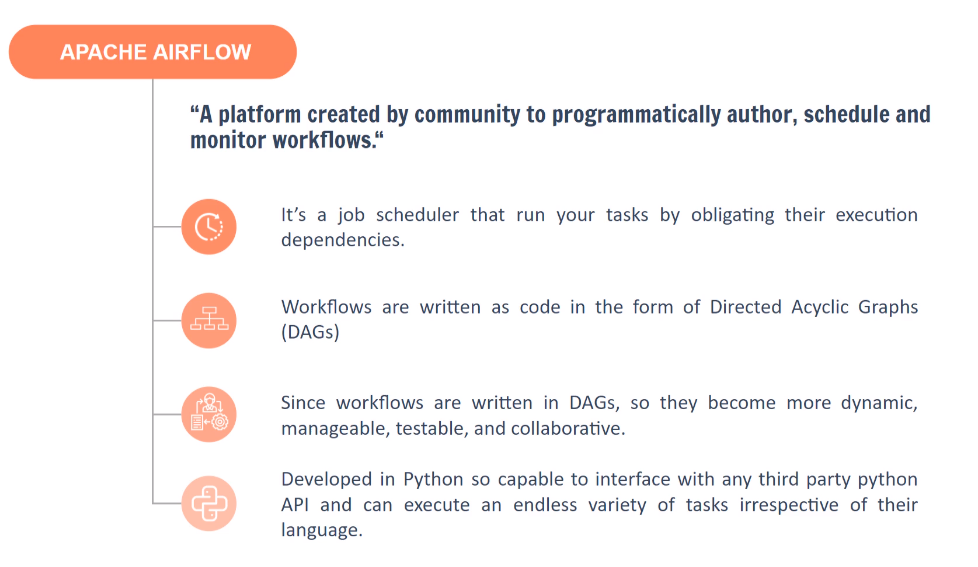 APACHE AIRFLOW
“A platform created by community to programmatically author, schedule and
monitor workflows.“
It’s a job scheduler that run your tasks by obligating their execution
dependencies.
Workflows are written as code in the form of Directed Acyclic Graphs
(DAGs)
Since workflows are written in DAGs, so they become more dynamic,
manageable, testable, and collaborative.
Developed in Python so capable to interface with any third party python
API and can execute an endless variety of tasks irrespective of their
language.